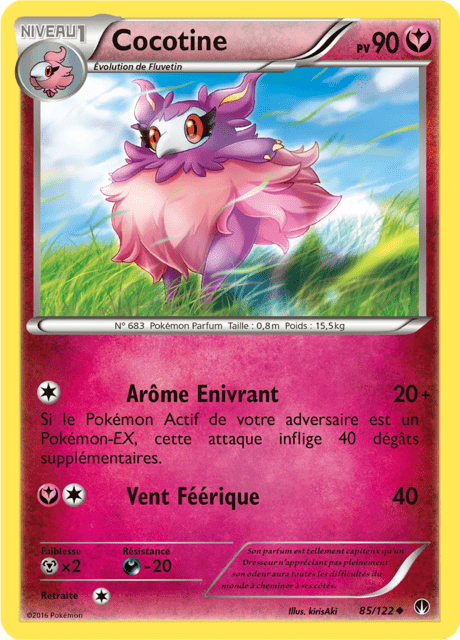 NIVEAU 1
Cocotine
PV 90
Évolution de Fluvetin
N° 683 Pokémon Parfum Taille : 0,8m Poids : 15,5kg
Arôme Enivrant 20+
Si le Pokémon Actif de votre adversaire est un
Pokémon-EX, cette attaque inflige 40 dégâts
supplémentaires.
Vent Féérique 40
Faiblesse
×2
Résistance
-20
Retraite
Son parfum est tellement capiteux qu'un
Dresseur n'appréciant pas pleinement
son odeur aura toutes les difficultés du
monde à cheminer à ses côtés.
©2016 Pokémon
Illus. kirisAki
85/122